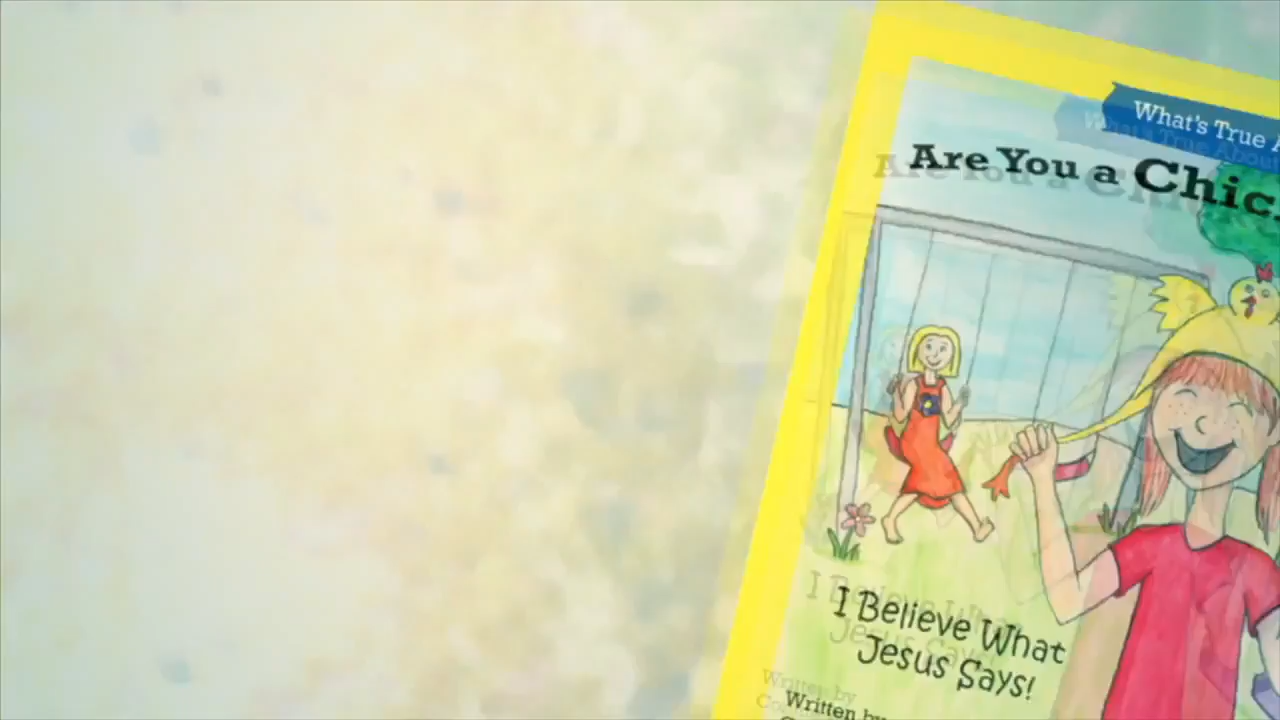 What's True
Are You a Chic
I Believe What
Jesus Says!
Written by